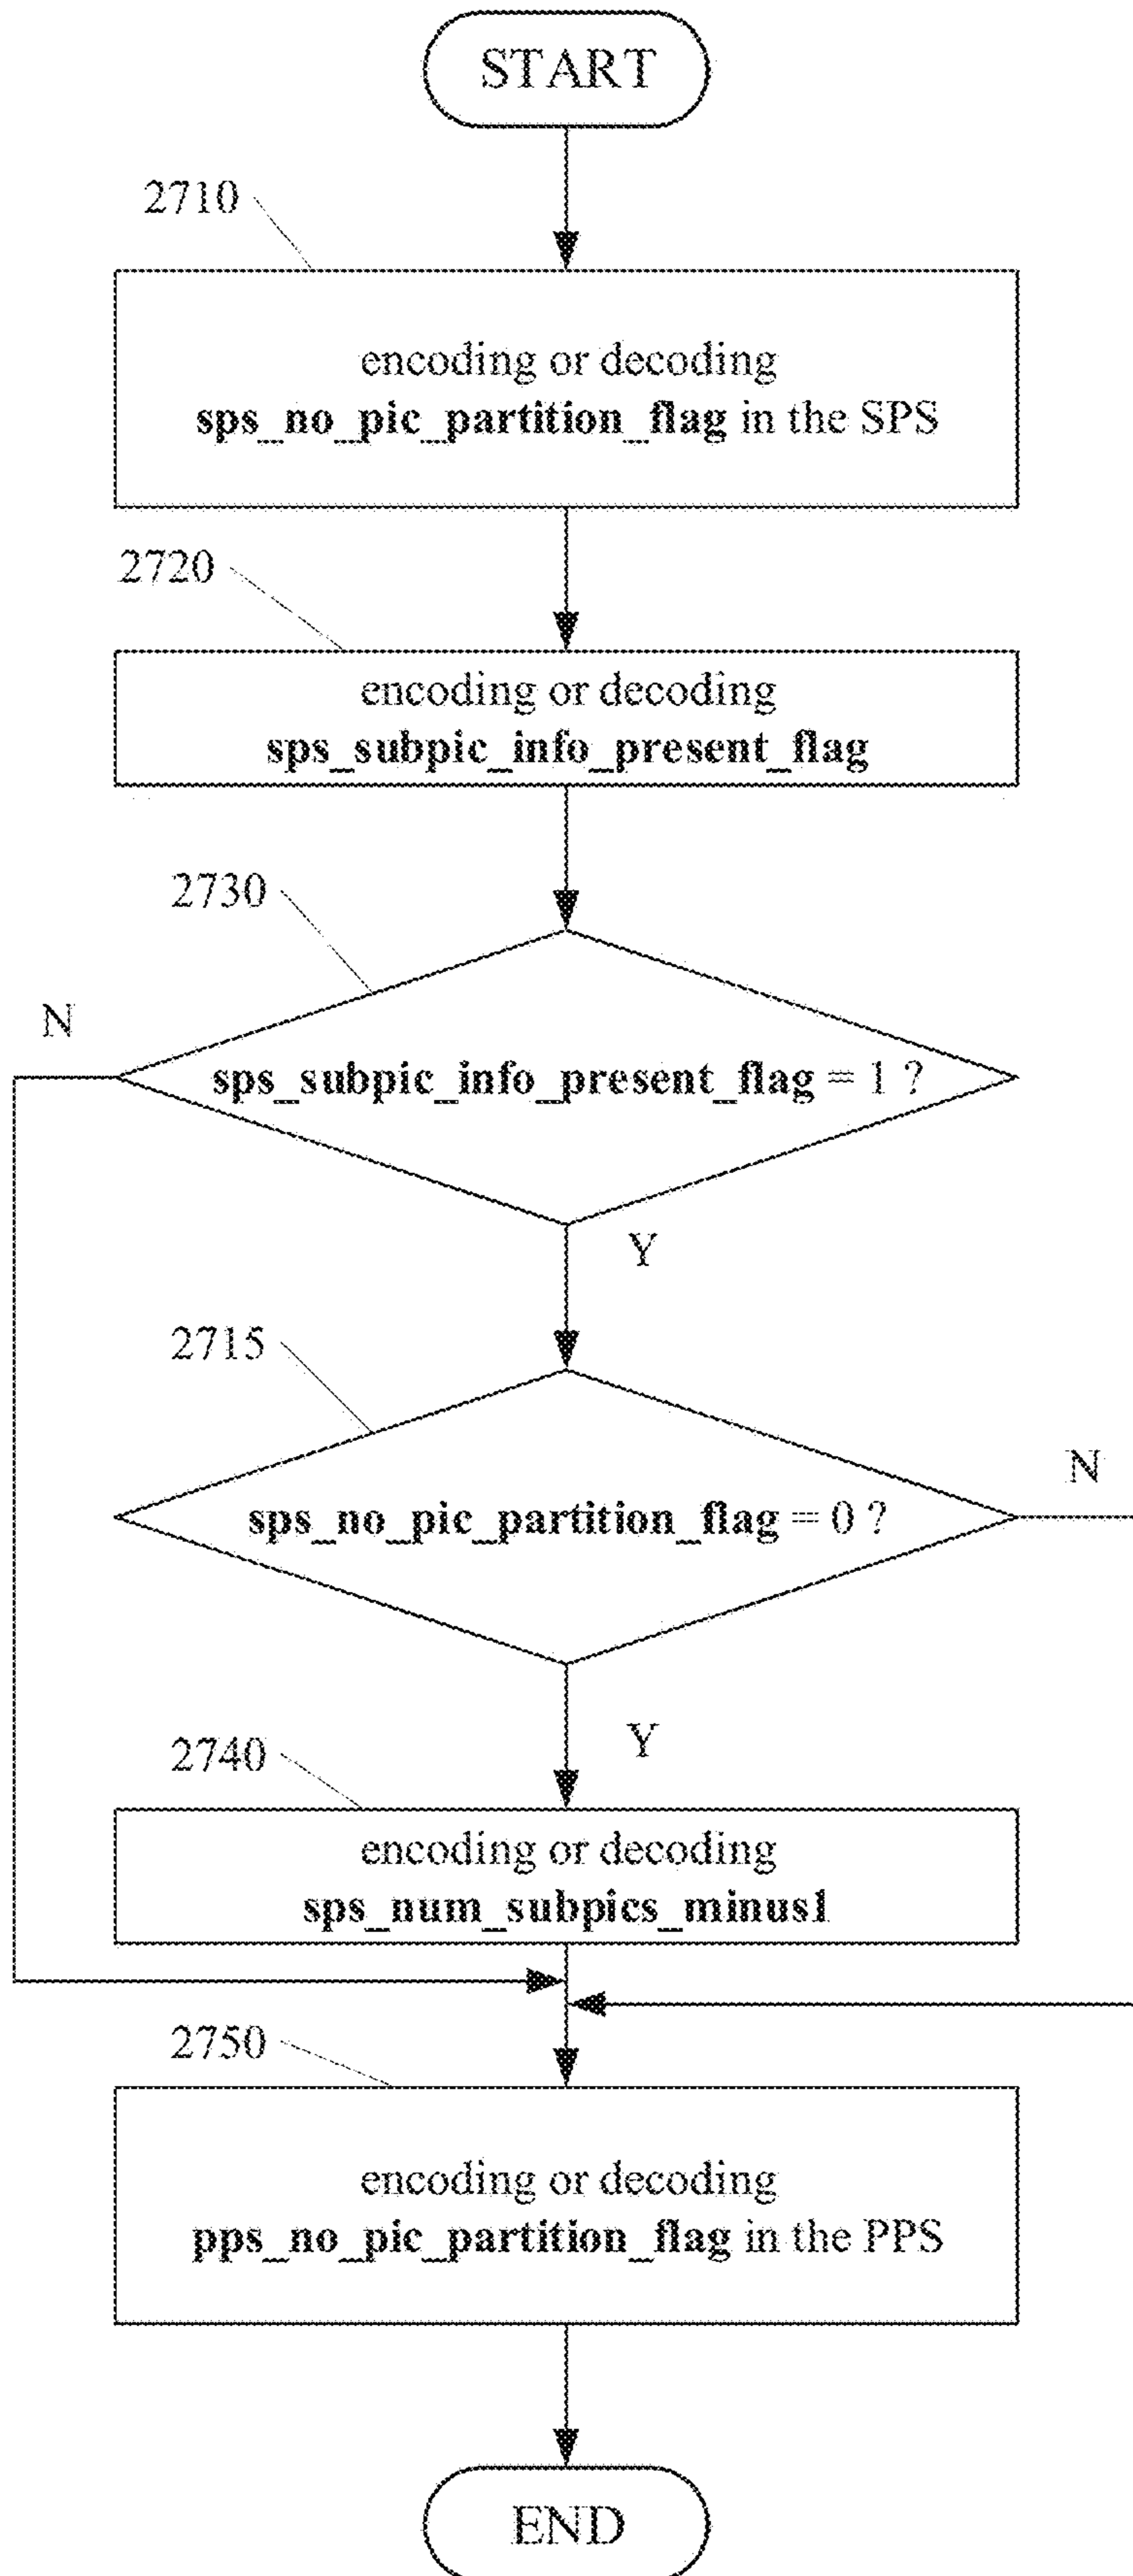 START
2710
encoding or decoding
sps_no_pic_partition_flag in the SPS
2720
encoding or decoding
sps_subpic_info_present_flag
2730
N
sps_subpic_info_present_flag = 1 ?
Y
2715
N
sps_no_pic_partition_flag = 0 ?
Y
2740
encoding or decoding
sps_num_subpics_minus1
2750
encoding or decoding
pps_no_pic_partition_flag in the PPS
END